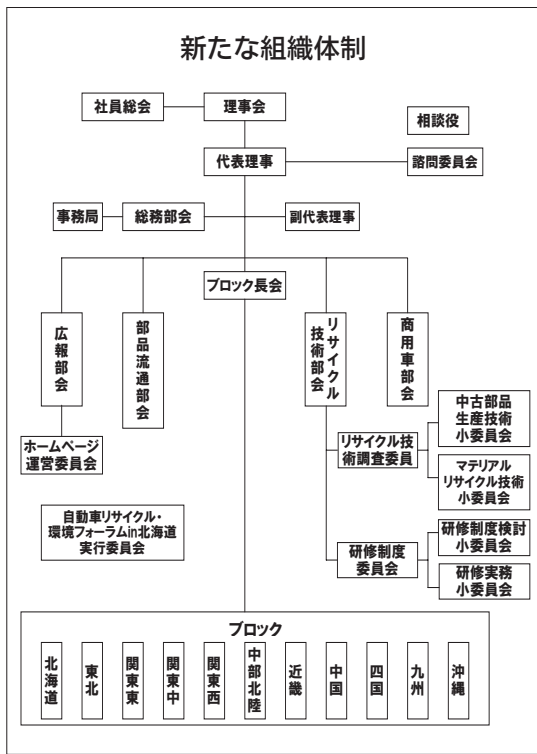 新たな組織体制
社員総会
理事会
相談役
代表理事
諮問委員会
事務局
総務部会
副代表理事
ブロック長会
広報部会
部品流通部会
リサイクル
技術部会
商用車部会
ホームページ
運営委員会
リサイクル技
術調査委員
中古部品
生産技術
小委員会
マテリアル
リサイクル技術
小委員会
自動車リサイクル・
環境フォーラムin北海道
実行委員会
研修制度
委員会
研修制度検討
小委員会
研修実務
小委員会
ブロック
北海道
東北
関東東
関東中
関東西
中部北陸
近畿
中国
四国
九州
沖縄